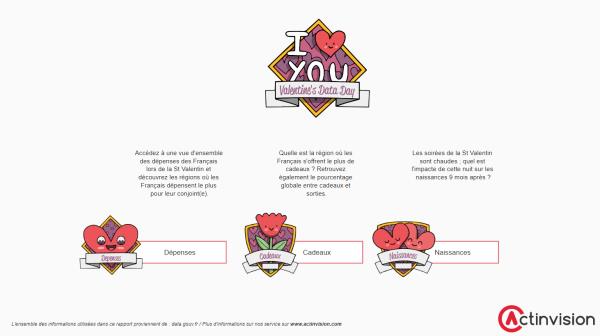 I
YOU
Valentine's Data Day
Accédez à une vue d'ensemble
des dépenses des Français
lors de la St Valentin et
découvrez les régions où les
Français dépensent le plus
pour leur conjoint(e).
Quelle est la région où les
Français s'offrent le plus de
cadeaux ? Retrouvez
également le pourcentage
globale entre cadeaux et
sorties.
Les soirées de la St Valentin
sont chaudes ; quel est
l'impacte de cette nuit sur les
naissances 9 mois après ?
Dépenses
Dépenses
Cadeaux
Cadeaux
Naissances
Naissances
L'ensemble des informations utilisées dans ce rapport proviennent de : data.gouv.fr / Plus d'informations sur nos service sur www.actinvision.com
Actinvision